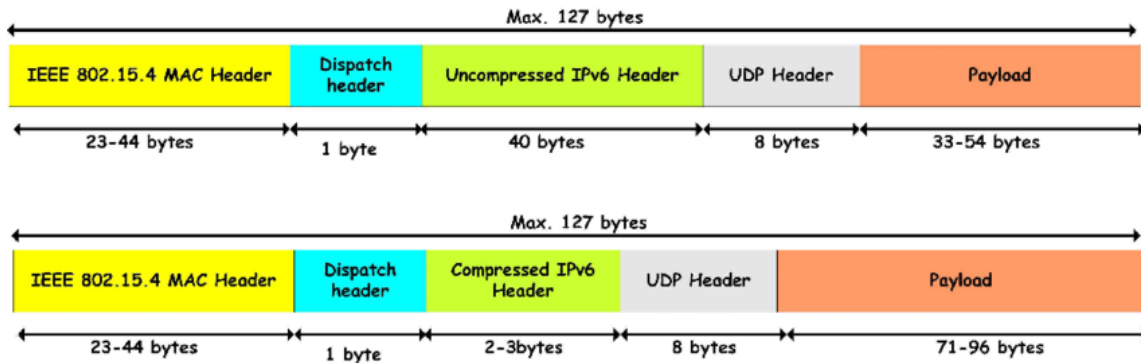 Max. 127 bytes
IEEE 802.15.4 MAC Header
Dispatch
header
Uncompressed IPv6 Header
UDP Header
Payload
23-44 bytes
1 byte
40 bytes
8 bytes
33-54 bytes
Max. 127 bytes
IEEE 802.15.4 MAC Header
Dispatch
header
Compressed IPv6
Header
UDP Header
Payload
23-44 bytes
1 byte
2-3bytes
8 bytes
71-96 bytes